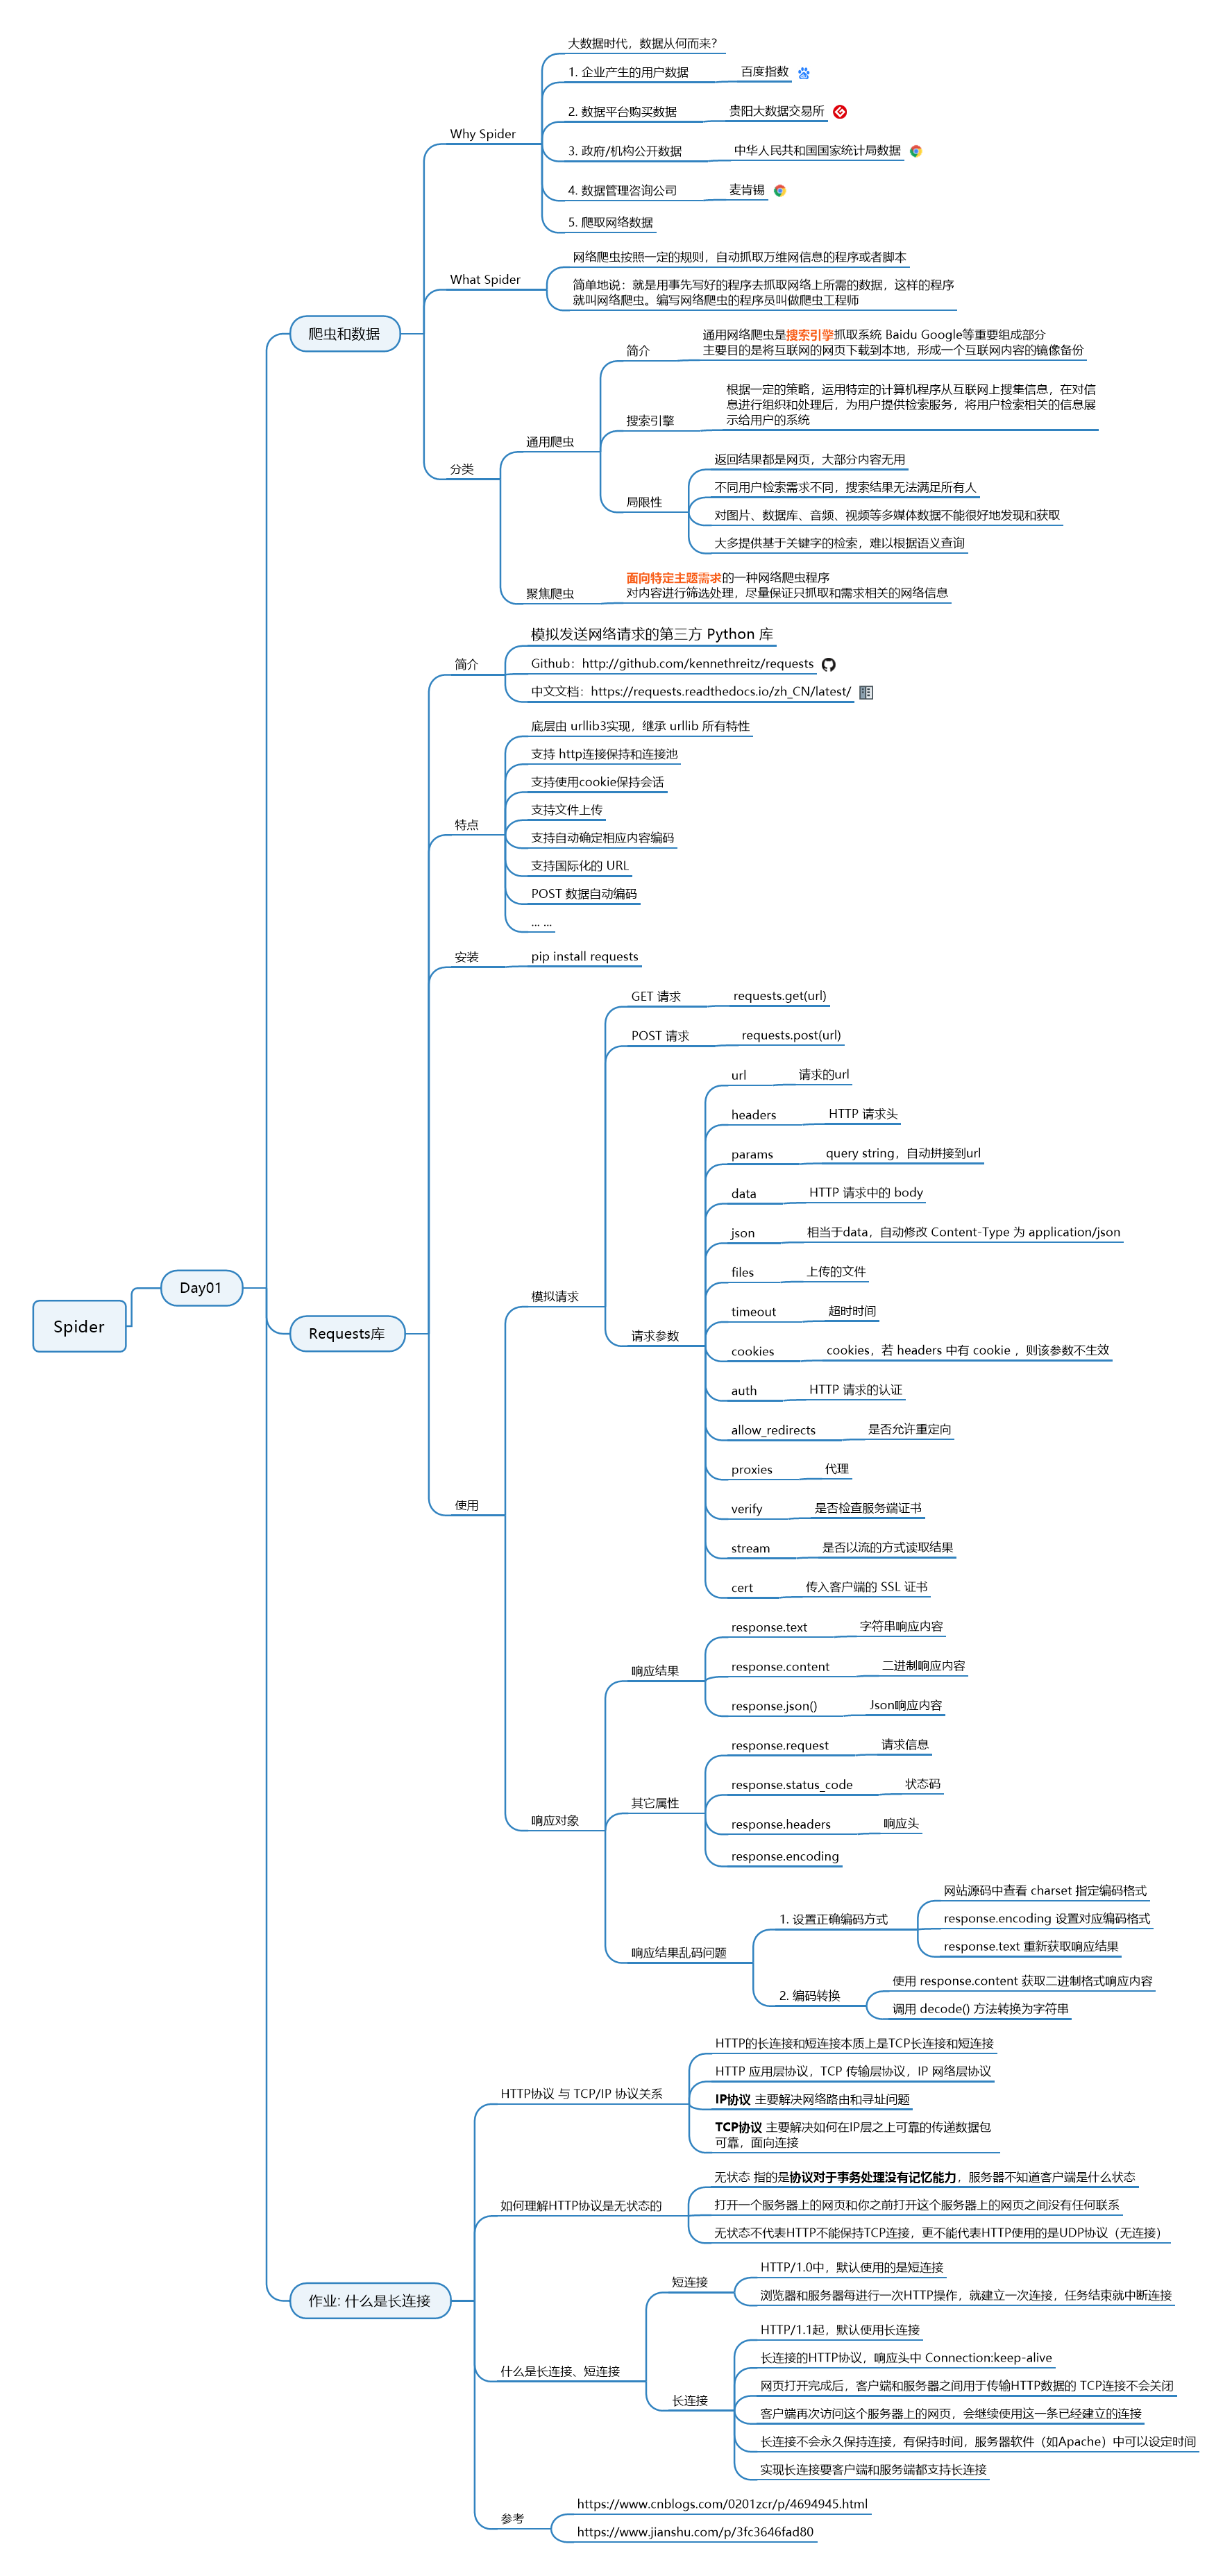 Spider
Day01
爬虫和数据
Why Spider
大数据时代，数据从何而来？
1. 企业产生的用户数据
百度指数
2. 数据平台购买数据
贵阳大数据交易所
3. 政府/机构公开数据
中华人民共和国国家统计局数据
4. 数据管理咨询公司
麦肯锡
5. 爬取网络数据
What Spider
网络爬虫按照一定的规则，自动抓取万维网信息的程序或者脚本
简单地说：就是用事先写好的程序去抓取网络上所需的数据，这样的程序
就叫网络爬虫。编写网络爬虫的程序员叫做爬虫工程师
分类
通用爬虫
简介
通用网络爬虫是搜索引擎抓取系统 Baidu Google等重要组成部分
主要目的是将互联网的网页下载到本地，形成一个互联网内容的镜像备份
搜索引擎
根据一定的策略，运用特定的计算机程序从互联网上搜集信息，在对信
息进行组织和处理后，为用户提供检索服务，将用户检索相关的信息展
示给用户的系统
局限性
返回结果都是网页，大部分内容无用
不同用户检索需求不同，搜索结果无法满足所有人
对图片、数据库、音频、视频等多媒体数据不能很好地发现和获取
大多提供基于关键字的检索，难以根据语义查询
聚焦爬虫
面向特定主题需求的一种网络爬虫程序
对内容进行筛选处理，尽量保证只抓取和需求相关的网络信息
Requests库
简介
模拟发送网络请求的第三方 Python 库
Github：http://github.com/kennethreitz/requests
中文文档：https://requests.readthedocs.io/zh_CN/latest/
特点
底层由 urllib3实现，继承 urllib 所有特性
支持 http连接保持和连接池
支持使用cookie保持会话
支持文件上传
支持自动确定相应内容编码
支持国际化的 URL
POST 数据自动编码
... ...
安装
pip install requests
使用
模拟请求
GET 请求
requests.get(url)
POST 请求
requests.post(url)
请求参数
url
请求的url
headers
HTTP 请求头
params
query string，自动拼接到url
data
HTTP 请求中的 body
json
相当于data，自动修改 Content-Type 为 application/json
files
上传的文件
timeout
超时时间
cookies
cookies，若 headers 中有 cookie ，则该参数不生效
auth
HTTP 请求的认证
allow_redirects
是否允许重定向
proxies
代理
verify
是否检查服务端证书
stream
是否以流的方式读取结果
cert
传入客户端的 SSL 证书
响应对象
响应结果
response.text
字符串响应内容
response.content
二进制响应内容
response.json()
Json响应内容
其它属性
response.request
请求信息
response.status_code
状态码
response.headers
响应头
response.encoding
响应结果乱码问题
1. 设置正确编码方式
网站源码中查看 charset 指定编码格式
response.encoding 设置对应编码格式
response.text 重新获取响应结果
2. 编码转换
使用 response.content 获取二进制格式响应内容
调用 decode() 方法转换为字符串
作业: 什么是长连接
HTTP协议 与 TCP/IP 协议关系
HTTP的长连接和短连接本质上是TCP长连接和短连接
HTTP 应用层协议，TCP 传输层协议，IP 网络层协议
IP协议 主要解决网络路由和寻址问题
TCP协议 主要解决如何在IP层之上可靠的传递数据包
可靠，面向连接
如何理解HTTP协议是无状态的
无状态 指的是协议对于事务处理没有记忆能力，服务器不知道客户端是什么状态
打开一个服务器上的网页和你之前打开这个服务器上的网页之间没有任何联系
无状态不代表HTTP不能保持TCP连接，更不能代表HTTP使用的是UDP协议（无连接）
什么是长连接、短连接
短连接
HTTP/1.0中，默认使用的是短连接
浏览器和服务器每进行一次HTTP操作，就建立一次连接，任务结束就中断连接
长连接
HTTP/1.1起，默认使用长连接
长连接的HTTP协议，响应头中 Connection:keep-alive
网页打开完成后，客户端和服务器之间用于传输HTTP数据的 TCP连接不会关闭
客户端再次访问这个服务器上的网页，会继续使用这一条已经建立的连接
长连接不会永久保持连接，有保持时间，服务器软件（如Apache）中可以设定时间
实现长连接要客户端和服务端都支持长连接
参考
https://www.cnblogs.com/0201zcr/p/4694945.html
https://www.jianshu.com/p/3fc3646fad80